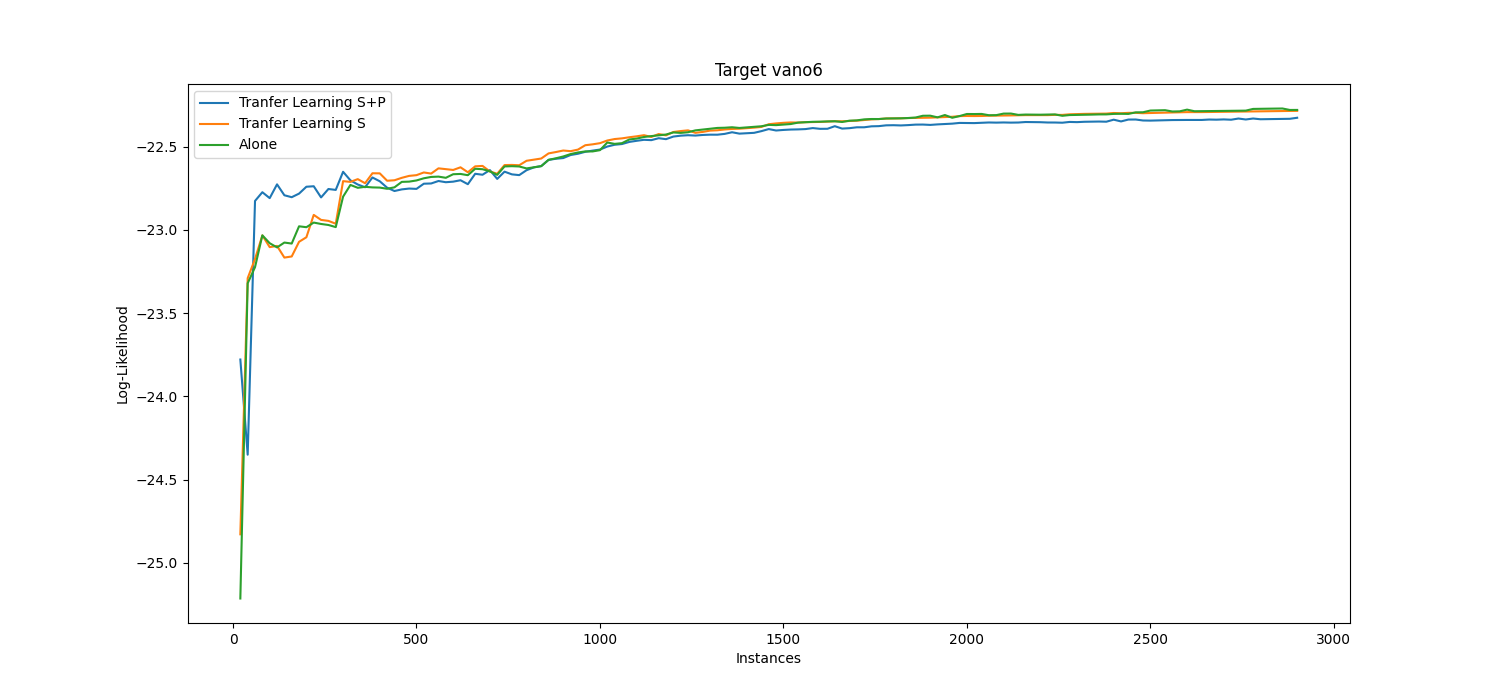 Target vano6
Tranfer Learning S+P
Tranfer Learning S
Alone
Log-Likelihood
−22.5
−23.0
−23.5
−24.0
−24.5
−25.0
0
500
1000
1500
2000
2500
3000
Instances